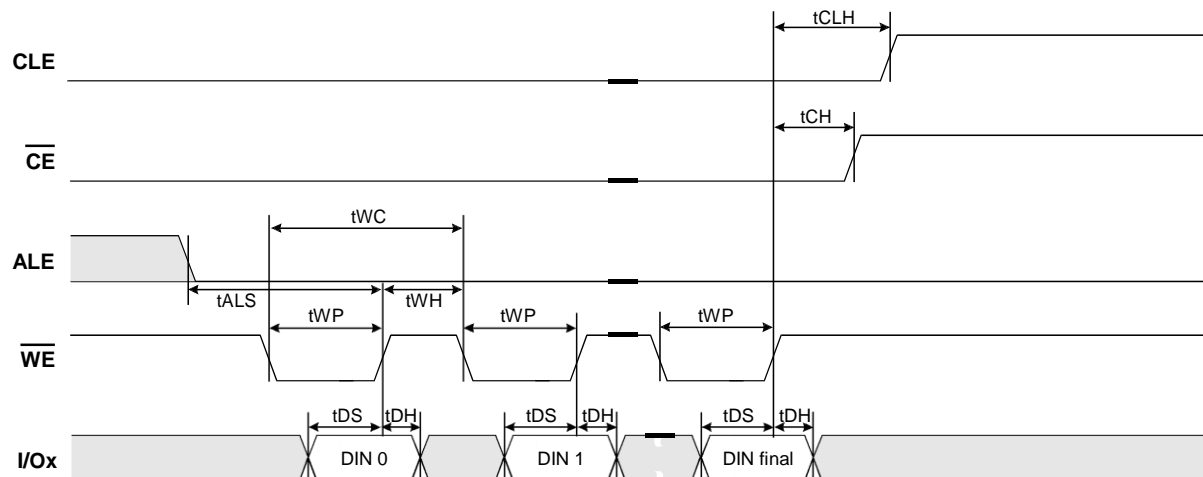 tCLH
CLE
tCH
CE
tWC
ALE
tALS tWH
tWP tWP tWP
WE
tDS tDH tDS tDH tDS tDH
I/Ox DIN 0 DIN 1 DIN final